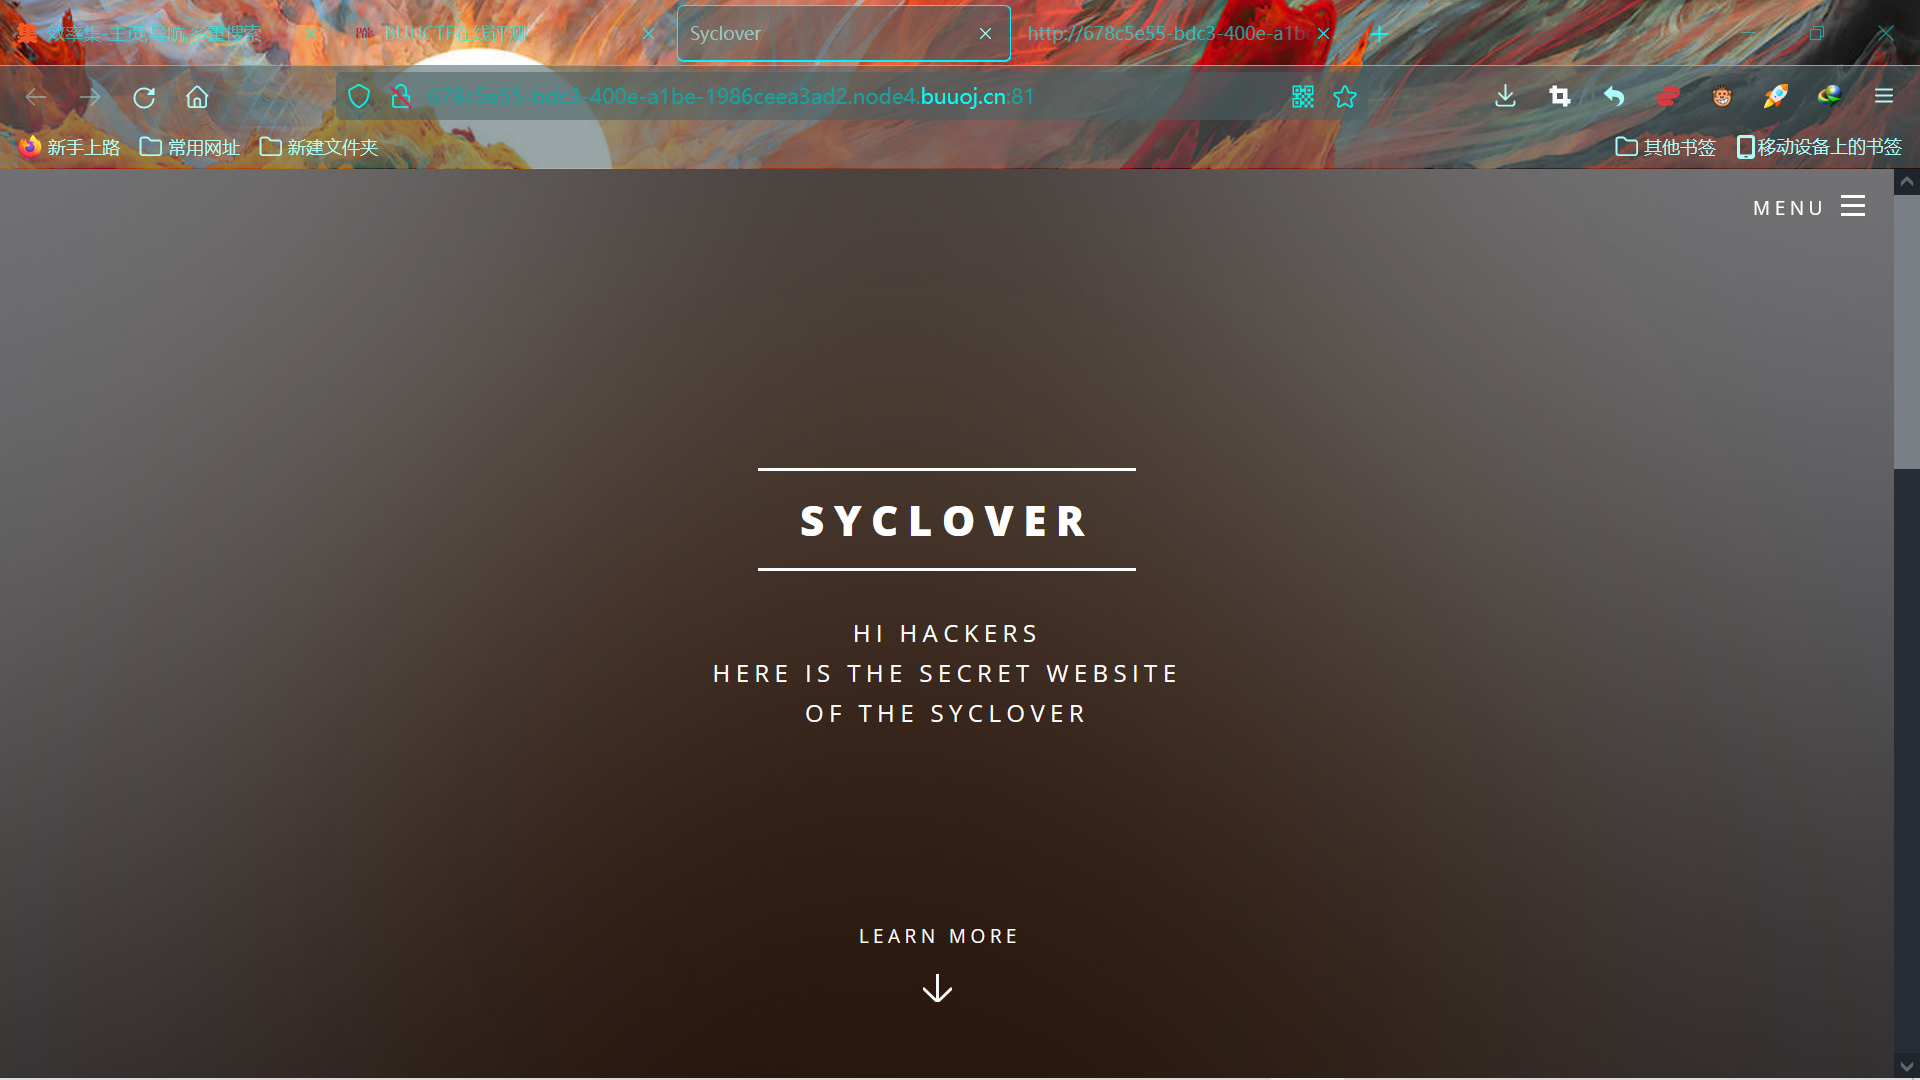 效率集-主页,导航,多重搜索
BUUCTF在线评测
Syclover
http://678c5e55-bdc3-400e-a1be
678c5e55-bdc3-400e-a1be-1986ceea3ad2.node4.buuoj.cn:81
新手上路
常用网址
新建文件夹
其他书签
移动设备上的书签
MENU
SYCLOVER
HI HACKERS
HERE IS THE SECRET WEBSITE
OF THE SYCLOVER
LEARN MORE